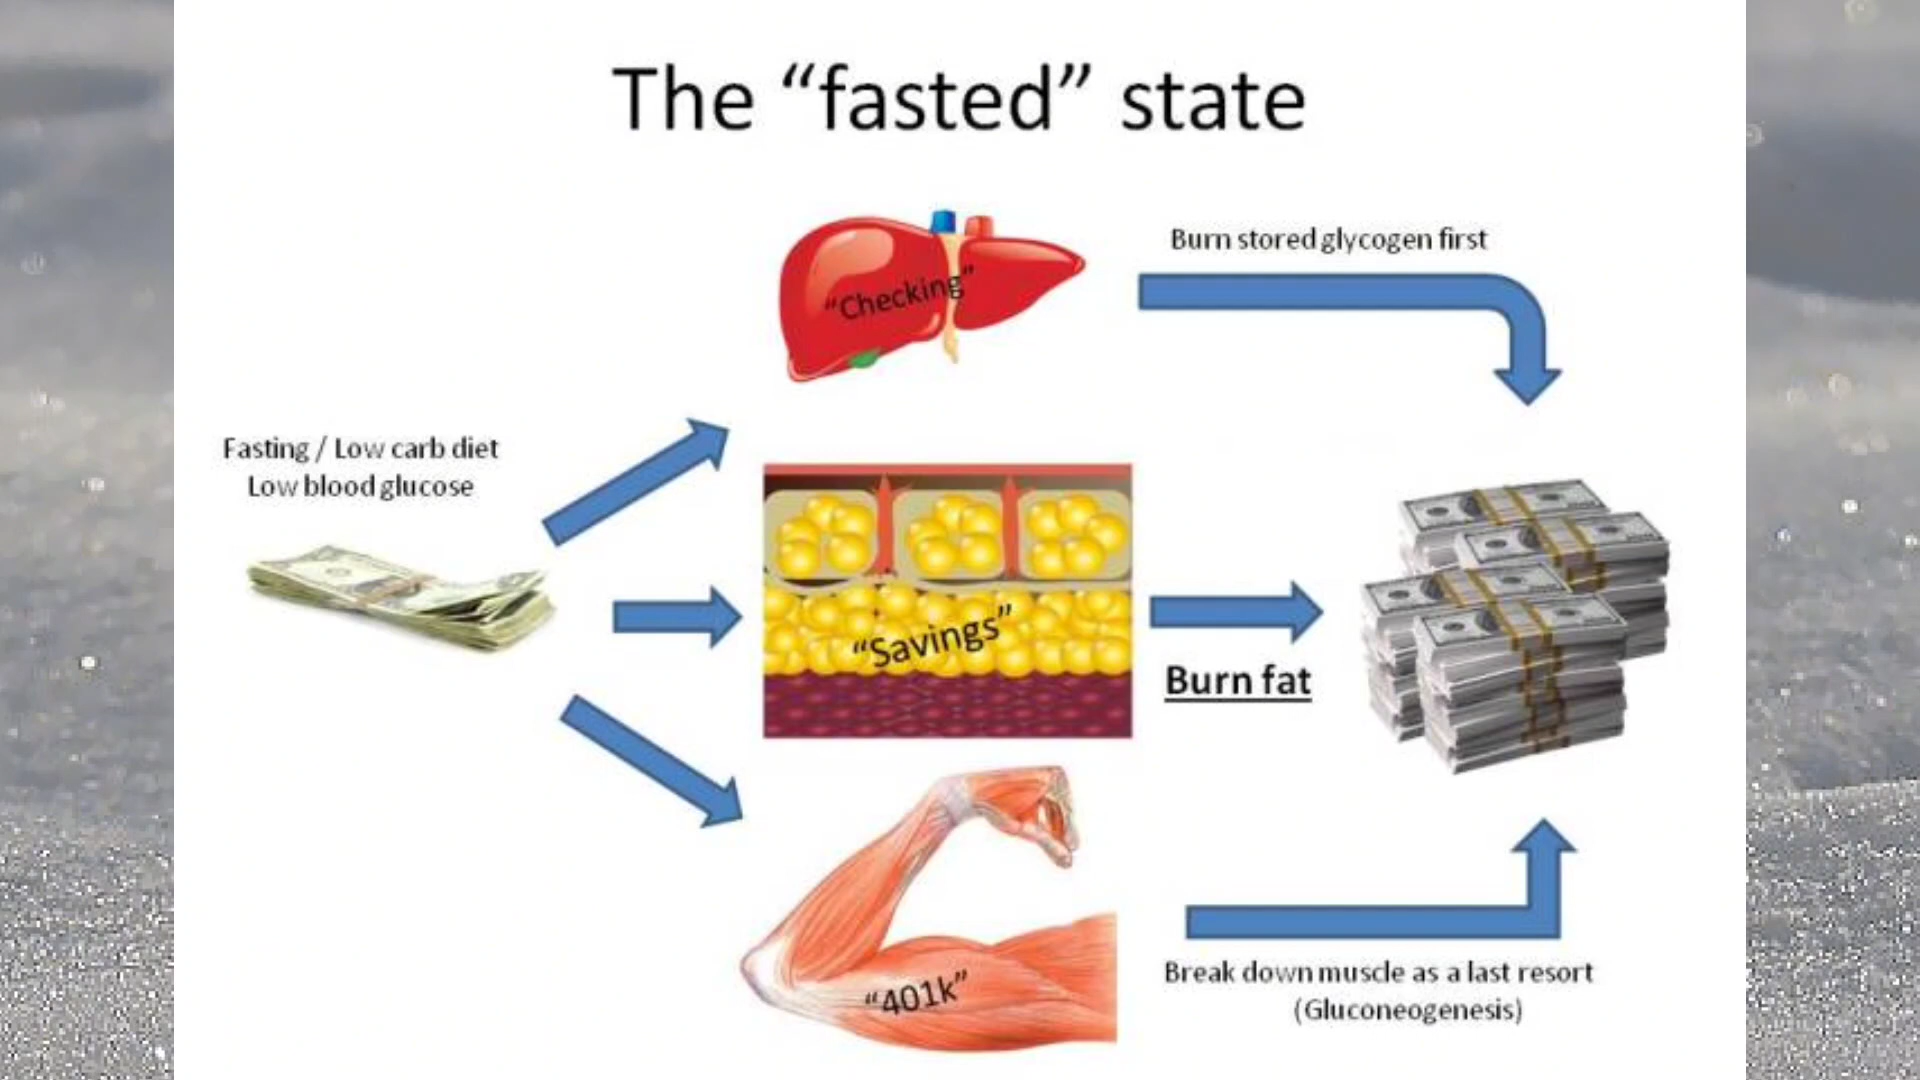 The “fasted” state
Burn stored glycogen first
“Checking”
Fasting / Low carb diet
Low blood glucose
“Savings”
Burn fat
“401k”
Break down muscle as a last resort
(Gluconeogenesis)